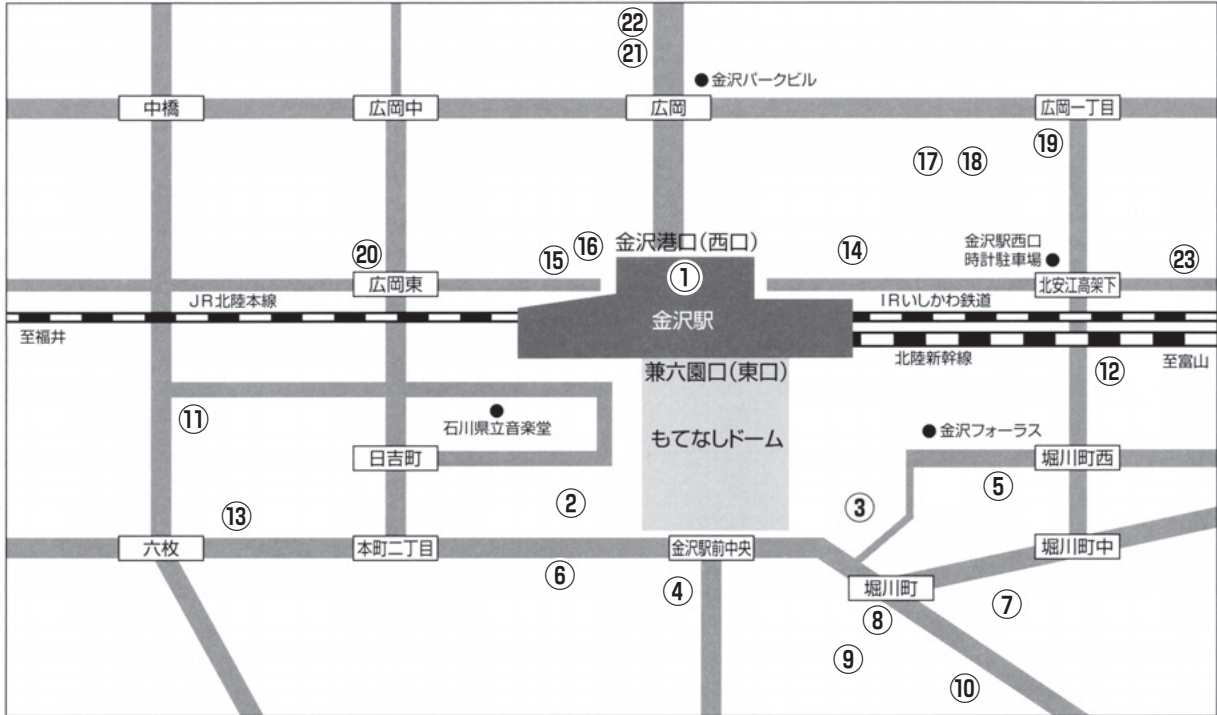 ㉒
㉑
金沢パークビル
中橋
広岡中
広岡
広岡一丁目
⑲
⑰
⑱
金沢港口(西口)
⑯
⑮
⑭
金沢駅西口
時計駐車場
⑳
①
㉓
広岡東
北安江高架下
JR北陸本線
IRいしかわ鉄道
金沢駅
至福井
北陸新幹線
至富山
兼六園口(東口)
⑫
⑪
石川県立音楽堂
もてなしドーム
金沢フォーラス
日吉町
堀川町西
⑤
②
③
⑬
六枚
本町二丁目
金沢駅前中央
堀川町中
⑥
④
堀川町
⑦
⑧
⑨
⑩